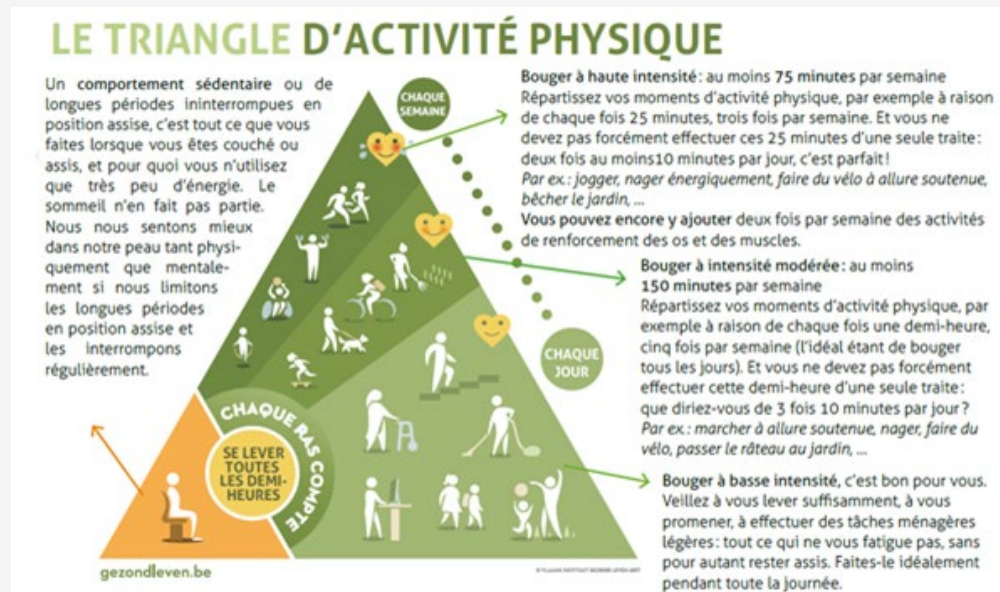 LE TRIANGLE D'ACTIVITÉ PHYSIQUE
Un comportement sédentaire ou de
longues périodes ininterrompues en
position assise, c'est tout ce que vous
faites lorsque vous êtes couché ou
assis, et pour quoi vous n'utilisez
que très peu d'énergie. Le
sommeil n'en fait pas partie.
Nous nous sentons mieux
dans notre peau tant physi-
quement que mentale-
ment si nous limitons
les longues périodes
en position assise et
les interrompons
régulièrement.
CHAQUE
SEMAINE
Bouger à haute intensité: au moins 75 minutes par semaine
Répartissez vos moments d'activité physique, par exemple à raison
de chaque fois 25 minutes, trois fois par semaine. Et vous ne
devez pas forcément effectuer ces 25 minutes d'une seule traite:
deux fois au moins10 minutes par jour, c'est parfait!
Par ex.: jogger, nager énergiquement, faire du vélo à allure soutenue,
bêcher le jardin, ...
Vous pouvez encore y ajouter deux fois par semaine des activités
de renforcement des os et des muscles.
Bouger à intensité modérée: au moins
150 minutes par semaine
Répartissez vos moments d'activité physique, par
exemple à raison de chaque fois une demi-heure,
cinq fois par semaine (l'idéal étant de bouger
tous les jours). Et vous ne devez pas forcément
effectuer cette demi-heure d'une seule traite:
que diriez-vous de 3 fois 10 minutes par jour?
Par ex.: marcher à allure soutenue, nager, faire du
vélo, passer le râteau au jardin, ...
CHAQUE
JOUR
Bouger à basse intensité, c'est bon pour vous.
Veillez à vous lever suffisamment, à vous
promener, à effectuer des tâches ménagères
légères: tout ce qui ne vous fatigue pas, sans
pour autant rester assis. Faites-le idéalement
pendant toute la journée.
CHAQUE PAS COMPTE
SE LEVER
TOUTES
LES DEMI-
HEURES
gezondleven.be